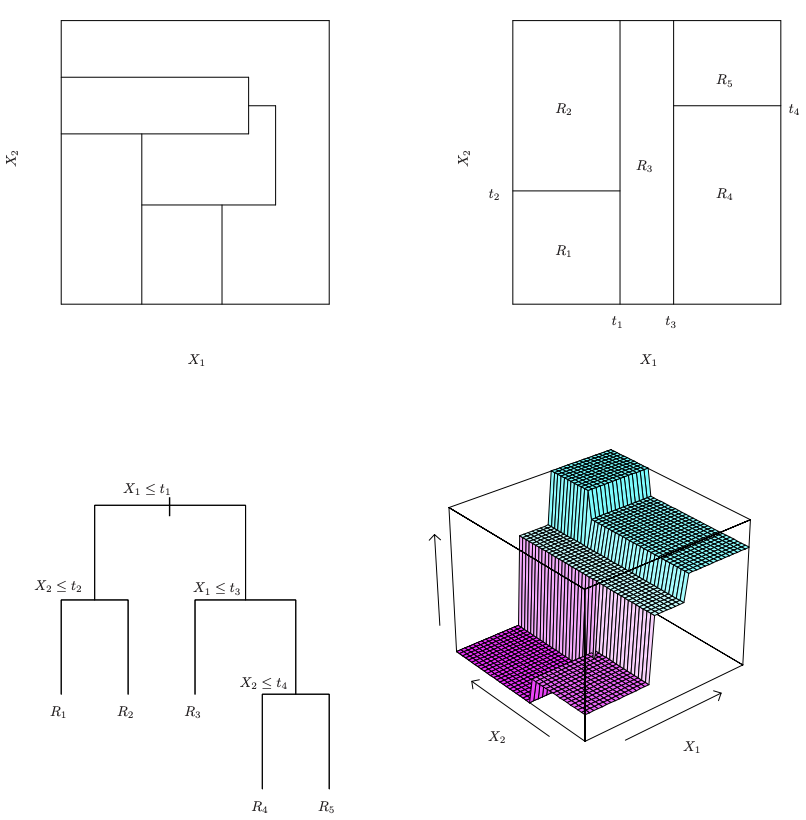 X₂
X₁
R₅
R₂
t₄
X₂
R₃
t₂
R₄
R₁
t₁
t₃
X₁
X₁ ≤ t₁
X₂ ≤ t₂
X₁ ≤ t₃
X₂ ≤ t₄
R₁
R₂
R₃
R₄
R₅
X₂
X₁